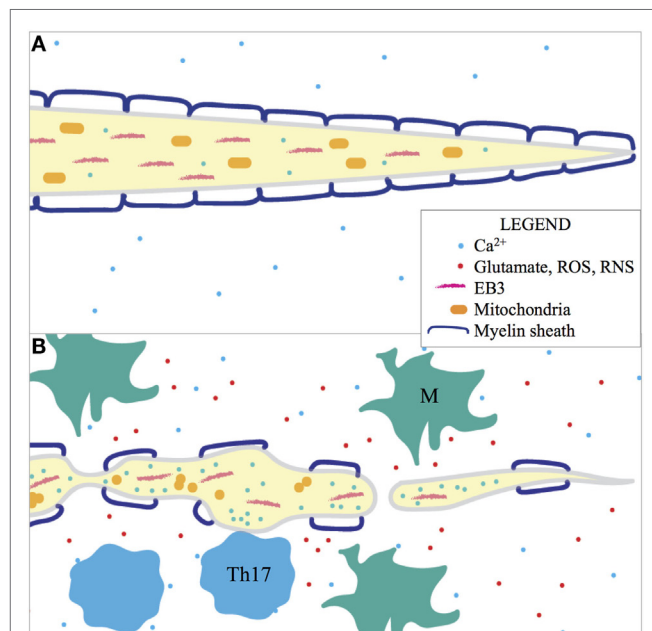 A
LEGEND
Ca²⁺
Glutamate, ROS, RNS
EB3
Mitochondria
Myelin sheath
B
M
Th17